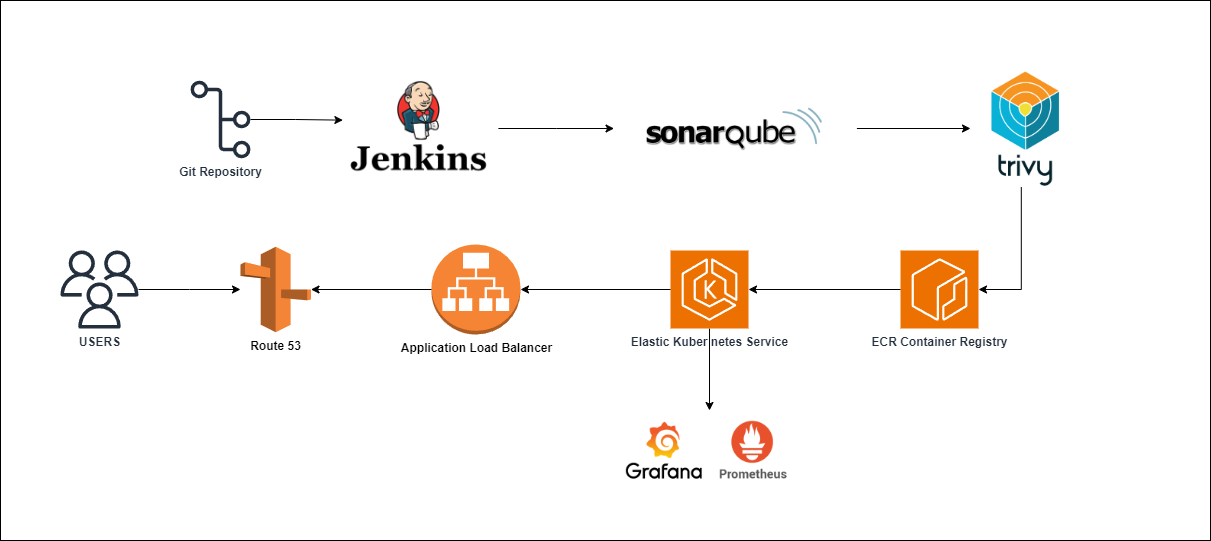 Git Repository
Jenkins
sonarqube
trivy
USERS
Route 53
Application Load Balancer
K
Elastic Kubernetes Service
ECR Container Registry
Grafana
Prometheus